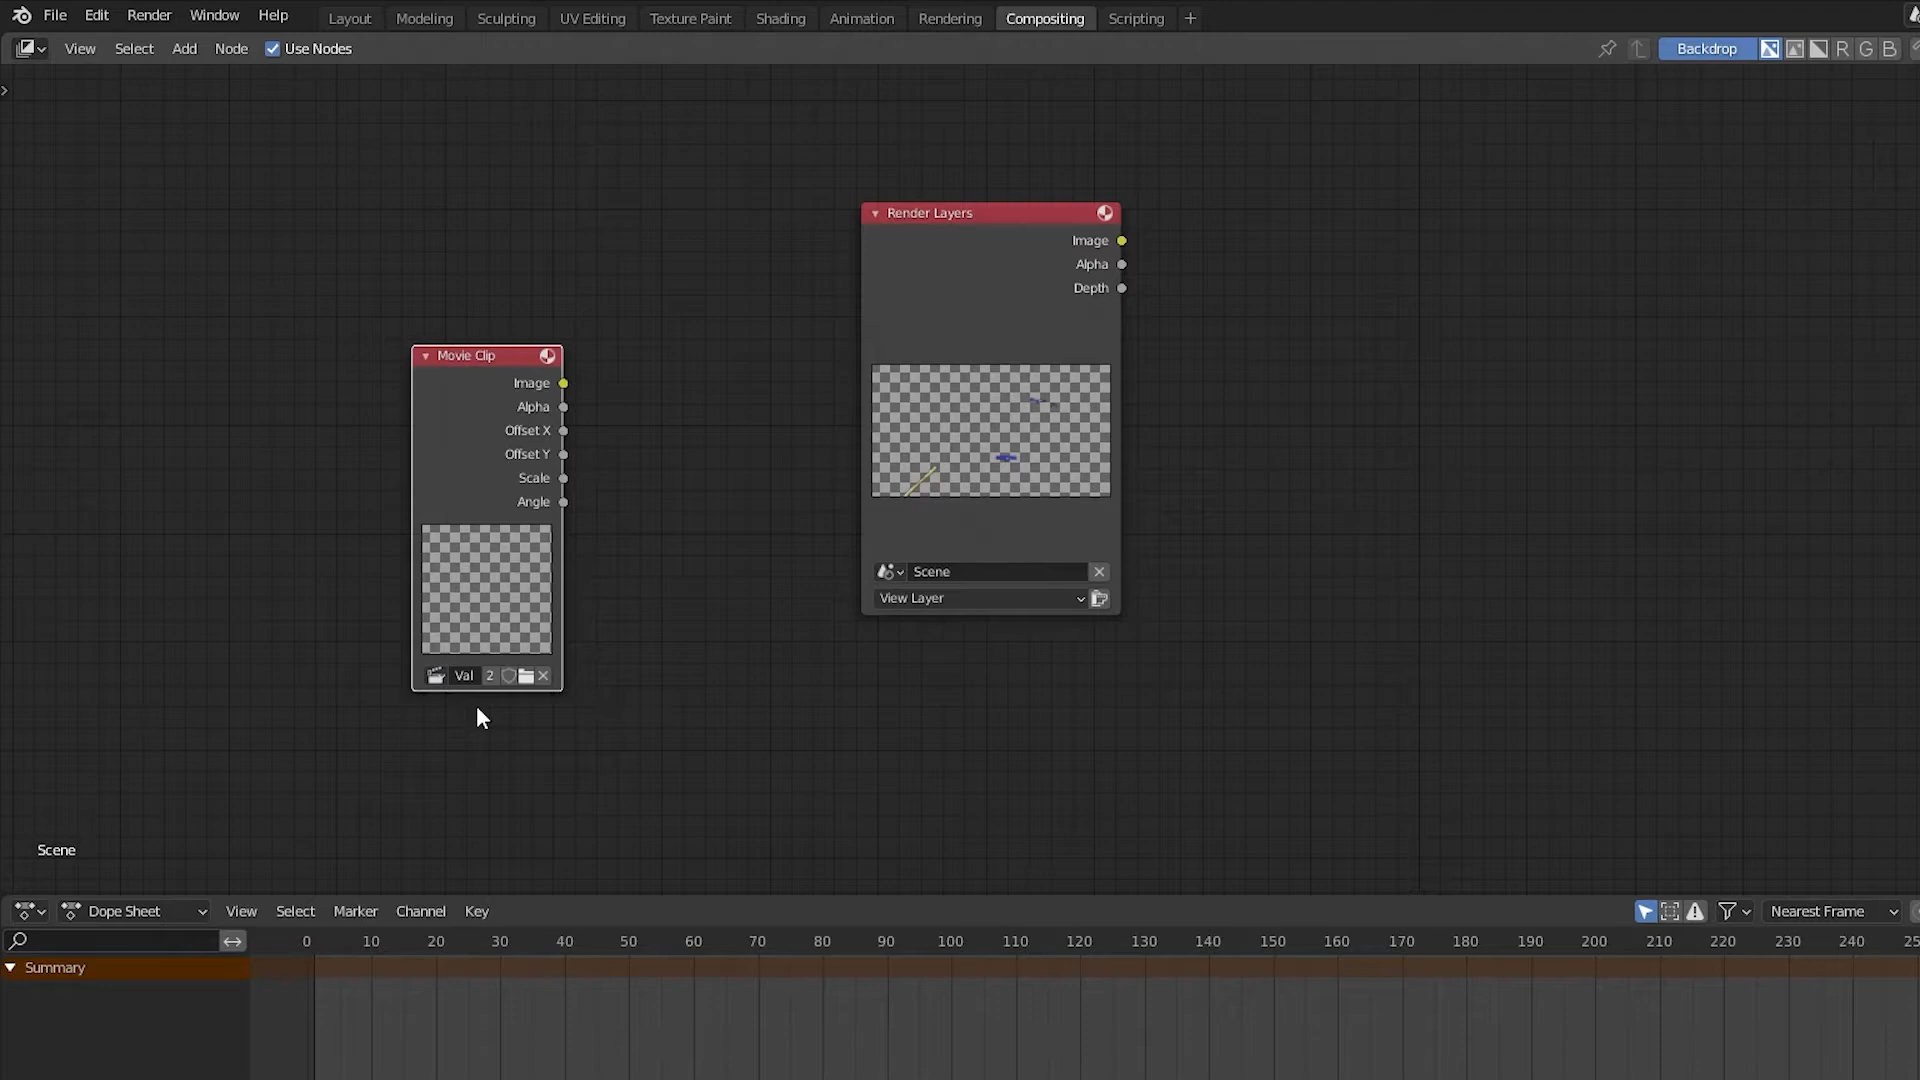 File Edit Render Window Help Layout Modeling Sculpting UV Editing Texture Paint Shading Animation Rendering Compositing Scripting +
View Select Add Node Use Nodes Backdrop R G B
Render Layers
Image
Alpha
Depth
Movie Clip
Image
Alpha
Offset X
Offset Y
Scale
Angle
Scene
View Layer
Val 2
Scene
Dope Sheet View Select Marker Channel Key Nearest Frame
0 10 20 30 40 50 60 70 80 90 100 110 120 130 140 150 160 170 180 190 200 210 220 230 240
Summary